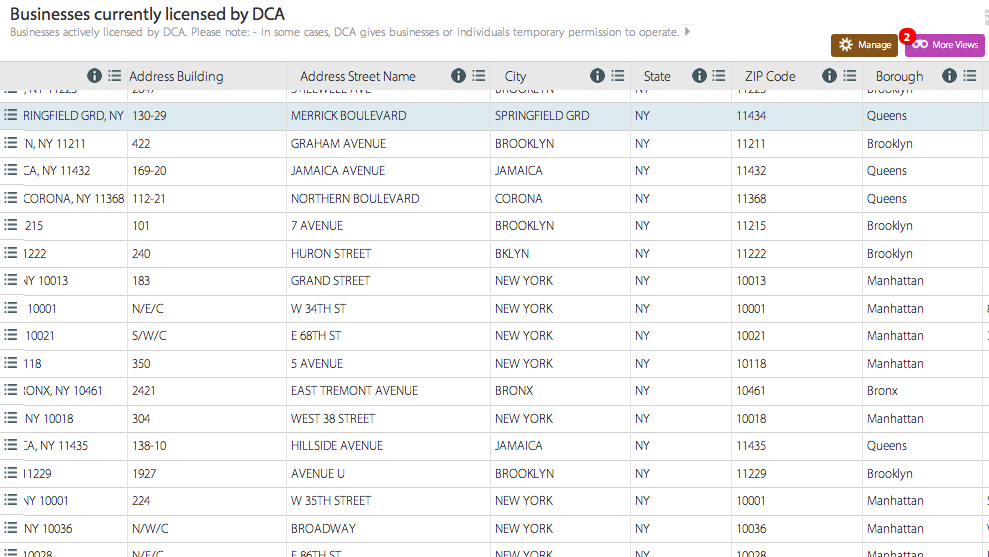 Businesses currently licensed by DCA
Businesses actively licensed by DCA. Please note: - In some cases, DCA gives businesses or individuals temporary permission to operate.
Manage 2 More Views
Address Building Address Street Name City State ZIP Code Borough
, NY 11223 2047 STILLWELL AVE BROOKLYN NY 11223 Brooklyn
RINGFIELD GRD, NY 130-29 MERRICK BOULEVARD SPRINGFIELD GRD NY 11434 Queens
N, NY 11211 422 GRAHAM AVENUE BROOKLYN NY 11211 Brooklyn
CA, NY 11432 169-20 JAMAICA AVENUE JAMAICA NY 11432 Queens
CORONA, NY 11368 112-21 NORTHERN BOULEVARD CORONA NY 11368 Queens
215 101 7 AVENUE BROOKLYN NY 11215 Brooklyn
1222 240 HURON STREET BKLYN NY 11222 Brooklyn
NY 10013 183 GRAND STREET NEW YORK NY 10013 Manhattan
10001 N/E/C W 34TH ST NEW YORK NY 10001 Manhattan
10021 S/W/C E 68TH ST NEW YORK NY 10021 Manhattan
118 350 5 AVENUE NEW YORK NY 10118 Manhattan
RONX, NY 10461 2421 EAST TREMONT AVENUE BRONX NY 10461 Bronx
NY 10018 304 WEST 38 STREET NEW YORK NY 10018 Manhattan
CA, NY 11435 138-10 HILLSIDE AVENUE JAMAICA NY 11435 Queens
11229 1927 AVENUE U BROOKLYN NY 11229 Brooklyn
NY 10001 224 W 35TH STREET NEW YORK NY 10001 Manhattan
NY 10036 N/W/C BROADWAY NEW YORK NY 10036 Manhattan
10028 N/E/C E 86TH ST NEW YORK NY 10028 Manhattan